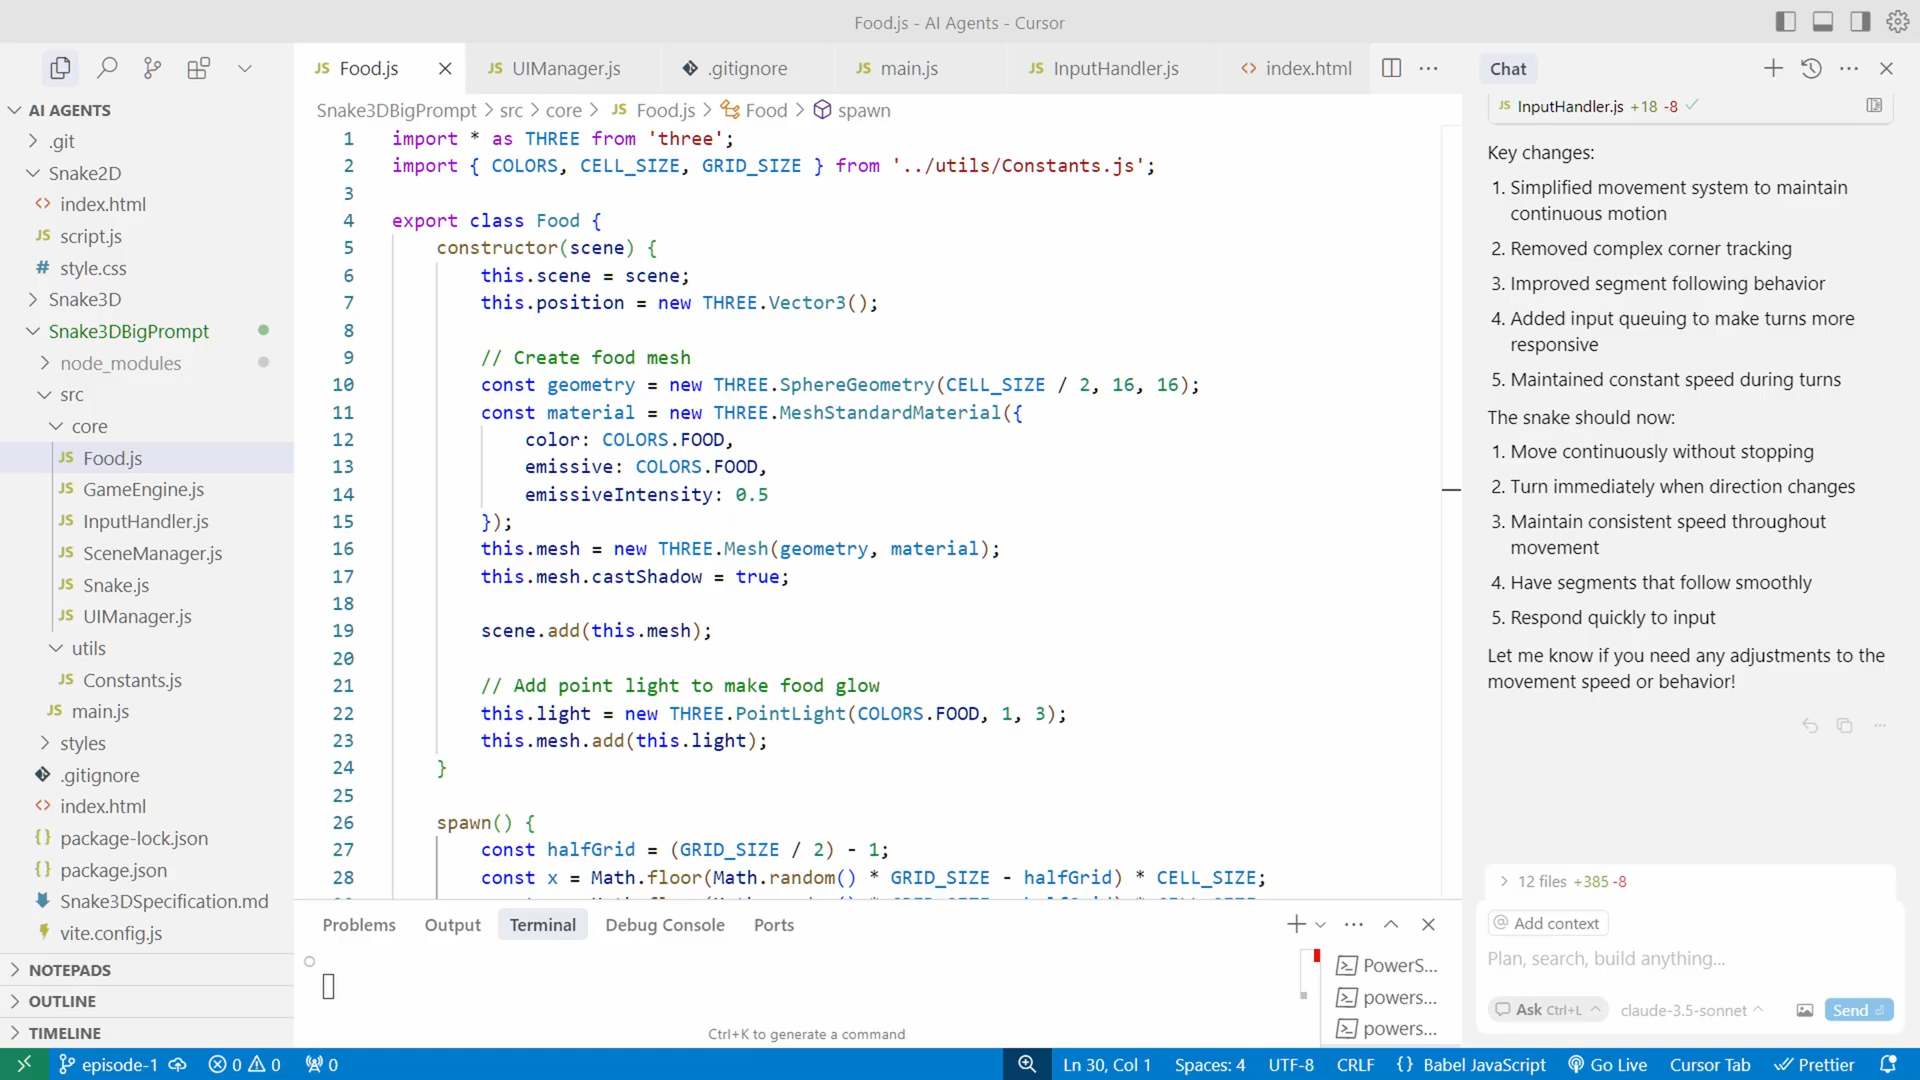 Food.js - AI Agents - Cursor
AI AGENTS
.git
Snake2D
index.html
script.js
style.css
Snake3D
Snake3DBigPrompt
node_modules
src
core
Food.js
GameEngine.js
InputHandler.js
SceneManager.js
Snake.js
UIManager.js
utils
Constants.js
main.js
styles
.gitignore
index.html
package-lock.json
package.json
Snake3DSpecification.md
vite.config.js
NOTEPADS
OUTLINE
TIMELINE
Food.js UIManager.js .gitignore main.js InputHandler.js index.html
Snake3DBigPrompt > src > core > JS Food.js > Food > spawn
1 import * as THREE from 'three';
2 import { COLORS, CELL_SIZE, GRID_SIZE } from '../utils/Constants.js';
3
4 export class Food {
5 constructor(scene) {
6 this.scene = scene;
7 this.position = new THREE.Vector3();
8
9 // Create food mesh
10 const geometry = new THREE.SphereGeometry(CELL_SIZE / 2, 16, 16);
11 const material = new THREE.MeshStandardMaterial({
12 color: COLORS.FOOD,
13 emissive: COLORS.FOOD,
14 emissiveIntensity: 0.5
15 });
16 this.mesh = new THREE.Mesh(geometry, material);
17 this.mesh.castShadow = true;
18
19 scene.add(this.mesh);
20
21 // Add point light to make food glow
22 this.light = new THREE.PointLight(COLORS.FOOD, 1, 3);
23 this.mesh.add(this.light);
24 }
25
26 spawn() {
27 const halfGrid = (GRID_SIZE / 2) - 1;
28 const x = Math.floor(Math.random() * GRID_SIZE - halfGrid) * CELL_SIZE;
Problems Output Terminal Debug Console Ports
PowerS...
powers...
powers...
Ctrl+K to generate a command
Chat
JS InputHandler.js +18 -8
Key changes:
1. Simplified movement system to maintain
continuous motion
2. Removed complex corner tracking
3. Improved segment following behavior
4. Added input queuing to make turns more
responsive
5. Maintained constant speed during turns
The snake should now:
1. Move continuously without stopping
2. Turn immediately when direction changes
3. Maintain consistent speed throughout
movement
4. Have segments that follow smoothly
5. Respond quickly to input
Let me know if you need any adjustments to the
movement speed or behavior!
12 files +385 -8
@ Add context
Plan, search, build anything...
Ask Ctrl+L claude-3.5-sonnet Send
episode-1 0 0 0 Ln 30, Col 1 Spaces: 4 UTF-8 CRLF {} Babel JavaScript Go Live Cursor Tab Prettier